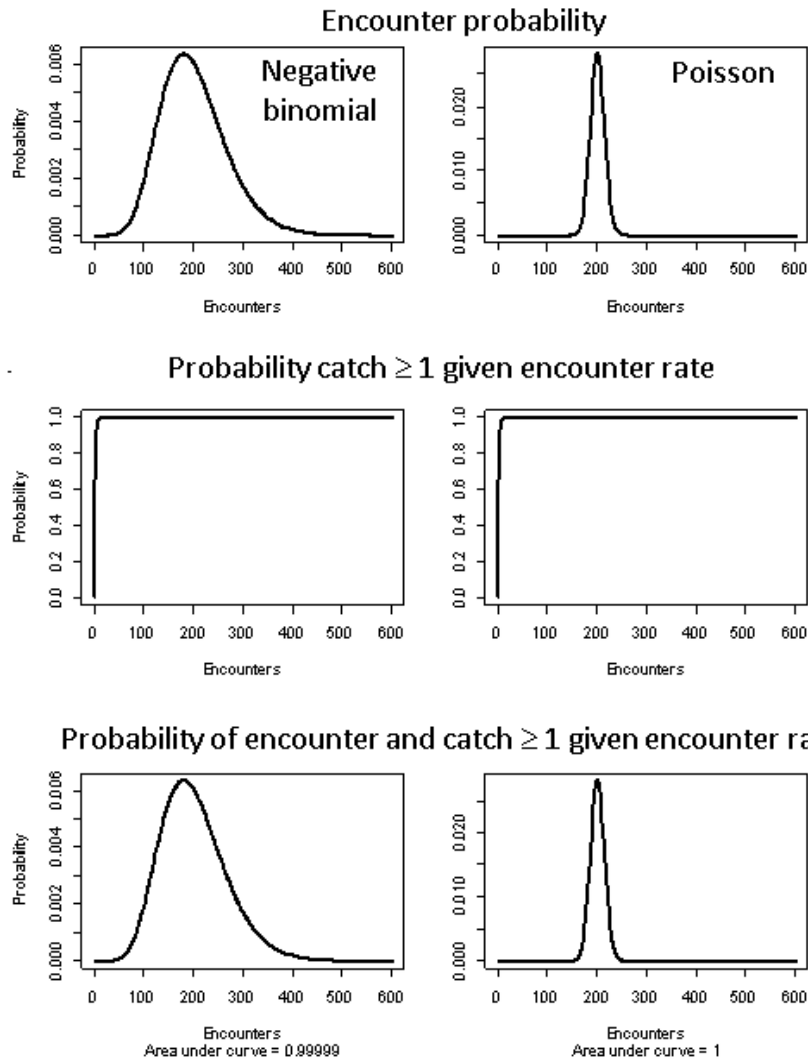 Encounter probability
Negative
binomial
Poisson
Probability
0.000 0.002 0.004 0.006
0.000 0.010 0.020
0 100 200 300 400 500 600
0 100 200 300 400 500 600
Encounters
Encounters
Probability catch ≥ 1 given encounter rate
Probability
0.0 0.2 0.4 0.6 0.8 1.0
0.0 0.2 0.4 0.6 0.8 1.0
0 100 200 300 400 500 600
0 100 200 300 400 500 600
Encounters
Encounters
Probability of encounter and catch ≥ 1 given encounter ra
Probability
0.000 0.002 0.004 0.006
0.000 0.010 0.020
0 100 200 300 400 500 600
0 100 200 300 400 500 600
Encounters
Encounters
Area under curve = 0.99999
Area under curve = 1